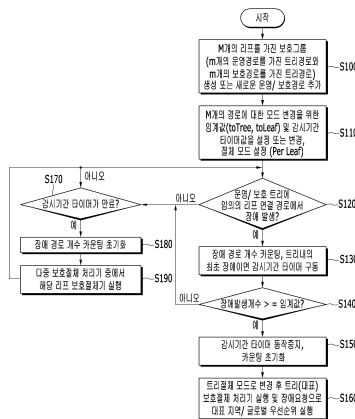 시작
M개의 리프를 가진 보호그룹
(m개의 운영경로를 가진 트리경로와
m개의 보호경로를 가진 트리경로)
생성 또는 새로운 운영/ 보호경로 추가
S100
M개의 경로에 대한 모드 변경을 위한
임계값(toTree, toLeaf) 및 감시기간
타이머값을 설정 또는 변경,
절체 모드 설정 (Per Leaf)
S110
운영/ 보호 트리에
임의의 리프 연결 경로에서
장애 발생?
S120
아니오
예
장애 경로 개수 카운팅, 트리내의
최초 장애이면 감시기간 타이머 구동
S130
장애발생개수 > = 임계값?
S140
아니오
예
감시기간 타이머 동작중지,
카운팅 초기화
S150
트리절체 모드로 변경 후 트리(대표)
보호절체 처리기 실행 및 장애요청으로
대표 지역/ 글로벌 우선순위 실행
S160
S170
아니오
감시기간 타이머가 만료?
예
장애 경로 개수 카운팅 초기화
S180
다중 보호절체 처리기 중에서
해당 리프 보호절체기 실행
S190